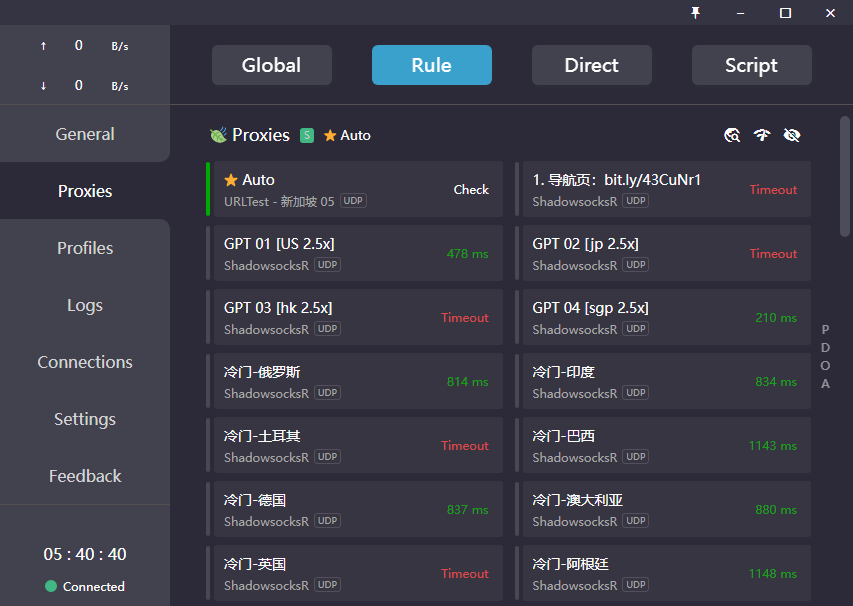 ↑ 0 B/s
↓ 0 B/s
General
Proxies
Profiles
Logs
Connections
Settings
Feedback
05 : 40 : 40
Connected
Global Rule Direct Script
Proxies S Auto
Auto
URLTest - 新加坡 05 UDP
Check
1. 导航页：bit.ly/43CuNr1
ShadowsocksR UDP
Timeout
GPT 01 [US 2.5x]
ShadowsocksR UDP
478 ms
GPT 02 [jp 2.5x]
ShadowsocksR UDP
Timeout
GPT 03 [hk 2.5x]
ShadowsocksR UDP
Timeout
GPT 04 [sgp 2.5x]
ShadowsocksR UDP
210 ms
冷门-俄罗斯
ShadowsocksR UDP
814 ms
冷门-印度
ShadowsocksR UDP
834 ms
冷门-土耳其
ShadowsocksR UDP
Timeout
冷门-巴西
ShadowsocksR UDP
1143 ms
冷门-德国
ShadowsocksR UDP
837 ms
冷门-澳大利亚
ShadowsocksR UDP
880 ms
冷门-英国
ShadowsocksR UDP
Timeout
冷门-阿根廷
ShadowsocksR UDP
1148 ms
P
D
O
A